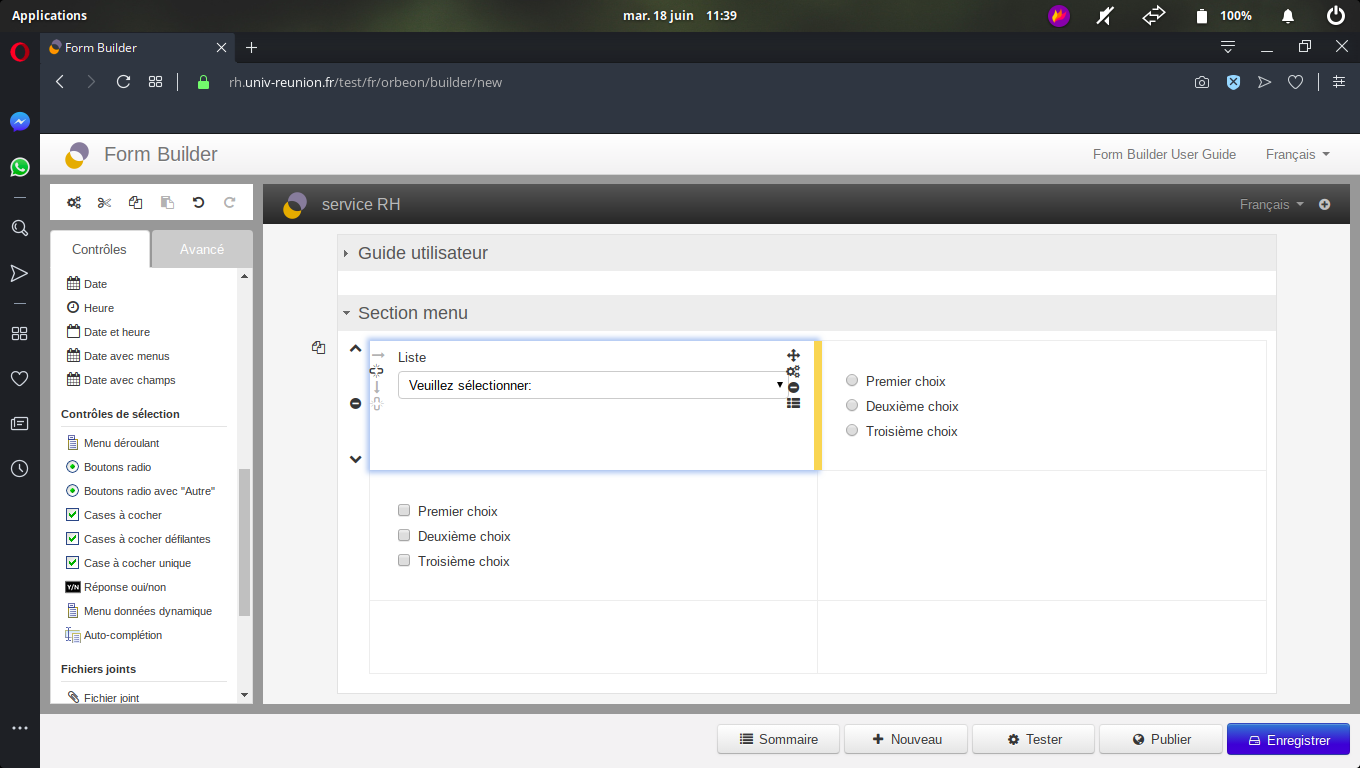 Applications
mar. 18 juin 11:39
100%
Form Builder
rh.univ-reunion.fr/test/fr/orbeon/builder/new
Form Builder
Form Builder User Guide
Français
service RH
Français
Contrôles
Avancé
Date
Heure
Date et heure
Date avec menus
Date avec champs
Contrôles de sélection
Menu déroulant
Boutons radio
Boutons radio avec "Autre"
Cases à cocher
Cases à cocher défilantes
Case à cocher unique
Y/N Réponse oui/non
Menu données dynamique
Auto-complétion
Fichiers joints
Fichier joint
Guide utilisateur
Section menu
Liste
Veuillez sélectionner:
Premier choix
Deuxième choix
Troisième choix
Premier choix
Deuxième choix
Troisième choix
Sommaire
Nouveau
Tester
Publier
Enregistrer